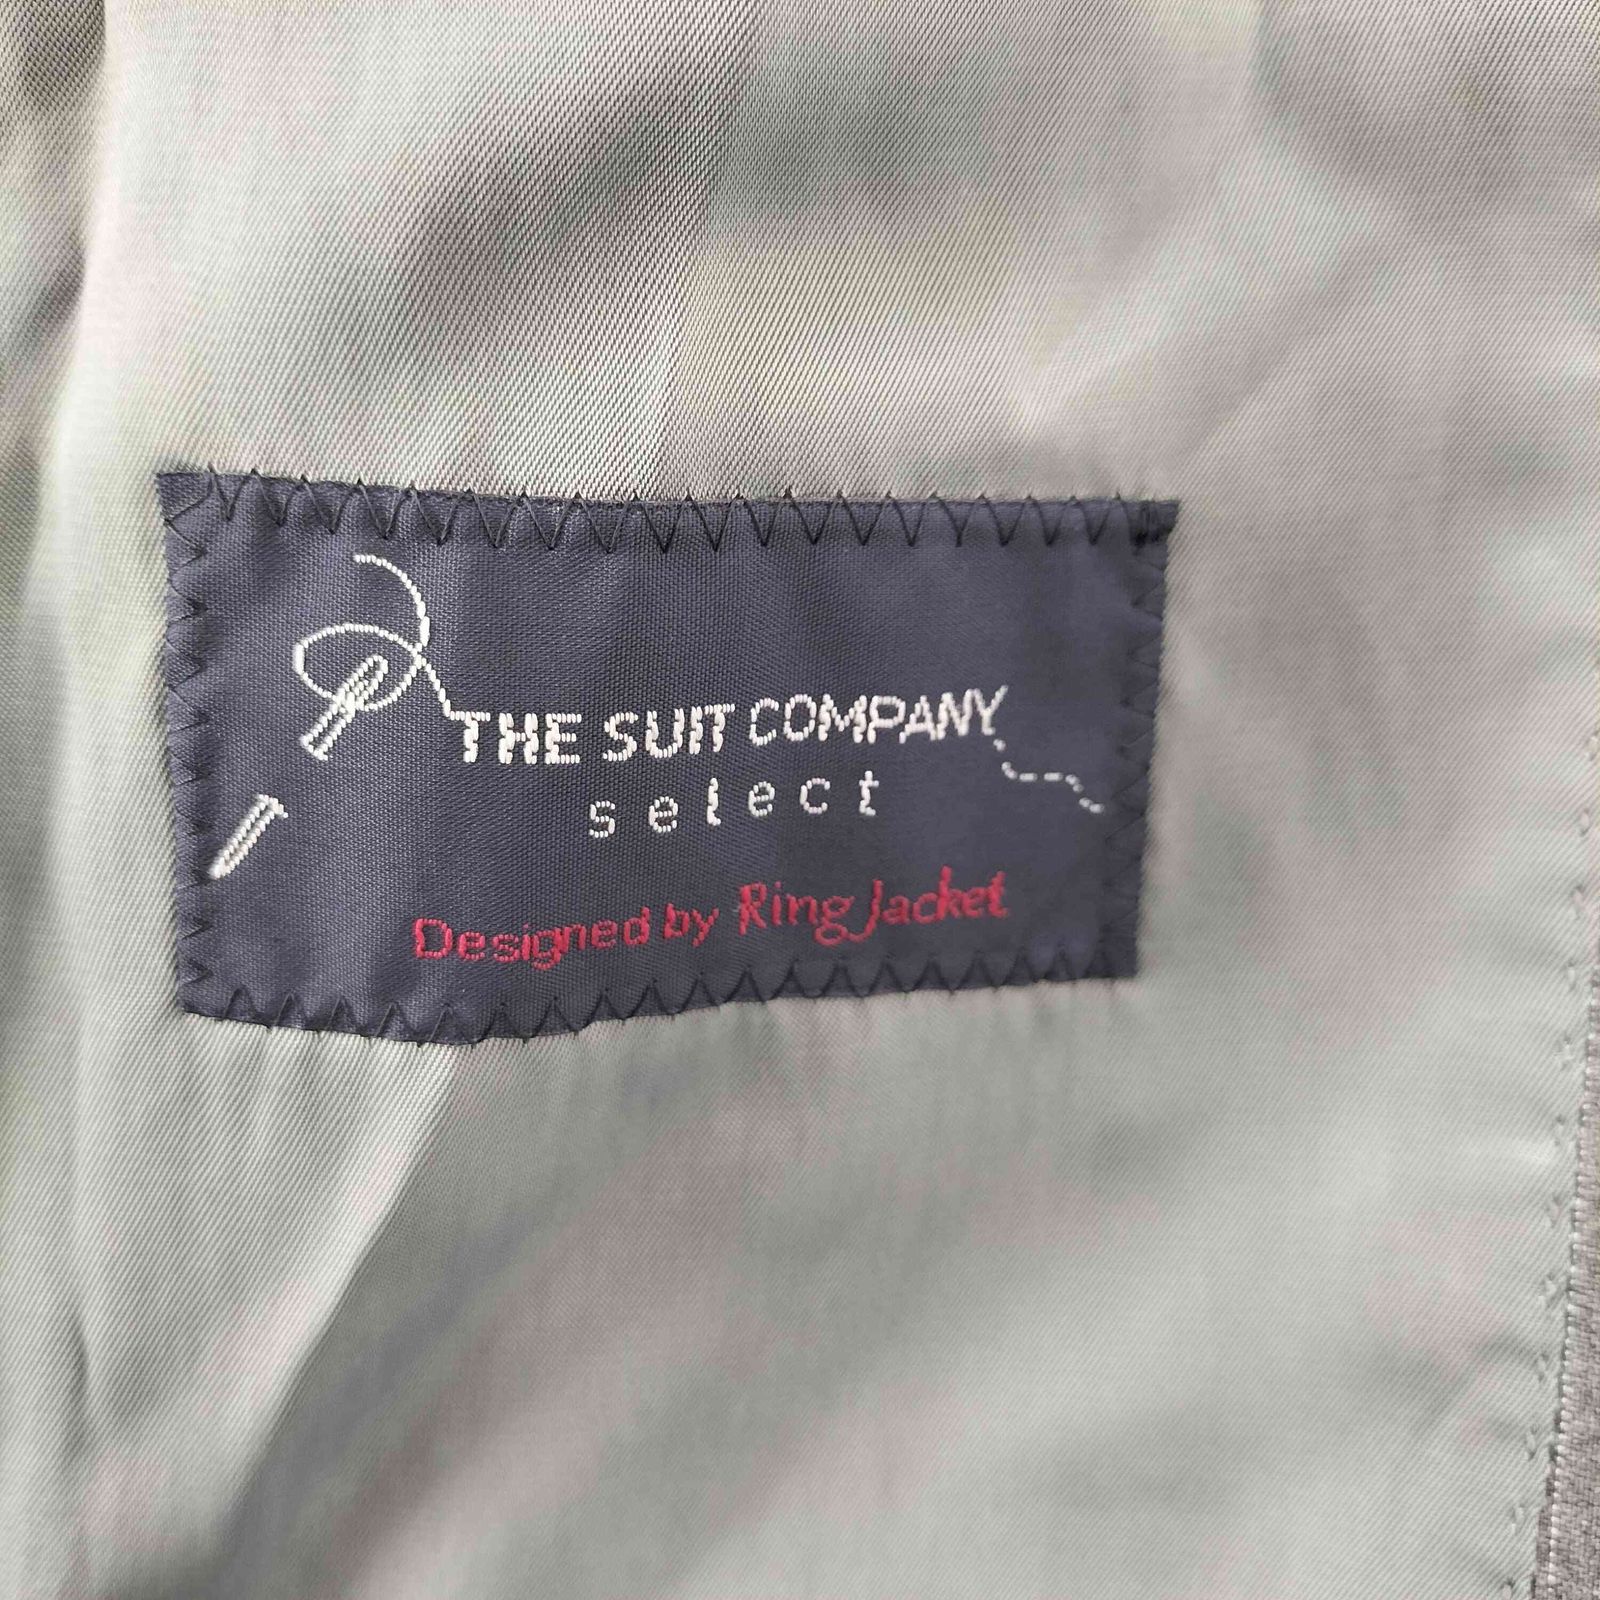 THE SUIT COMPANY
select
Designed by Ring Jacket